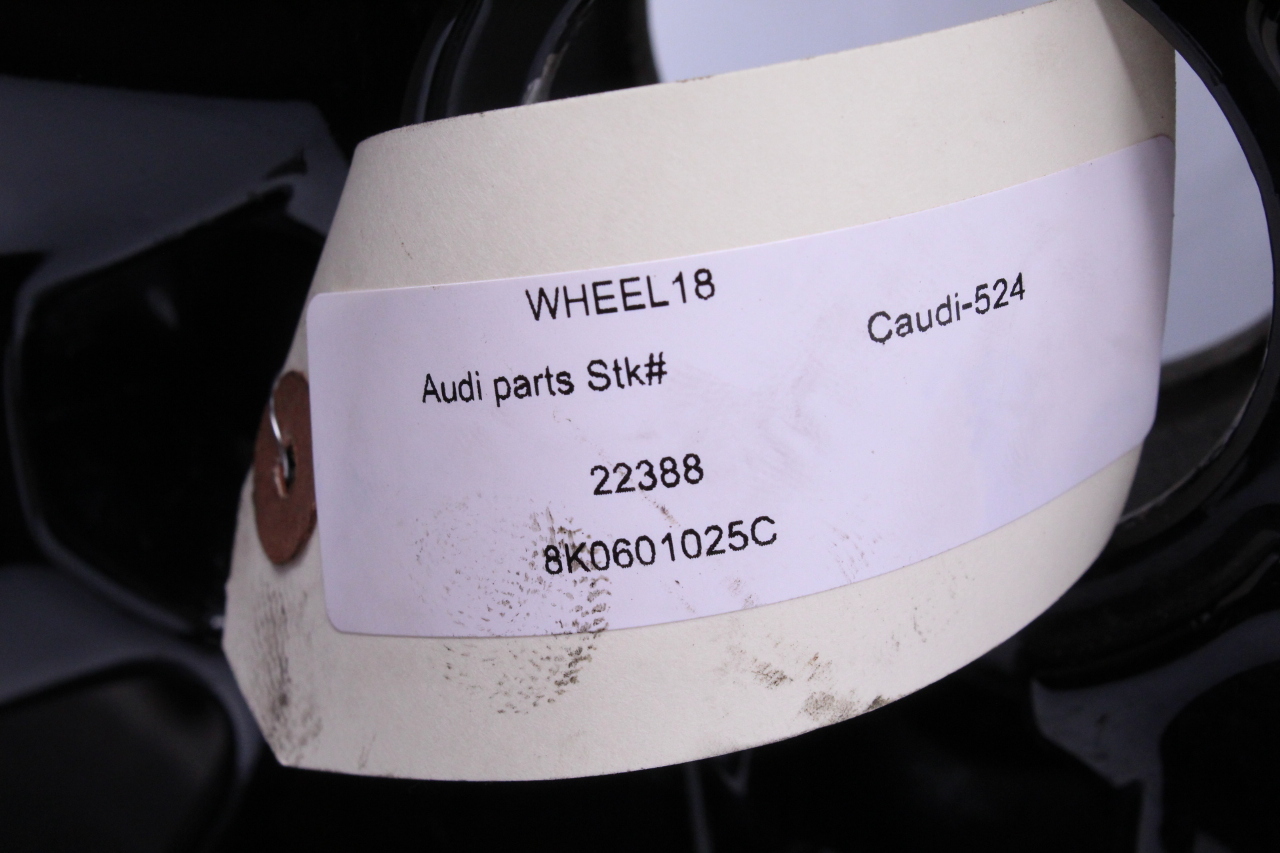 WHEEL18
Caudi-524
Audi parts Stk#
22388
8K0601025C